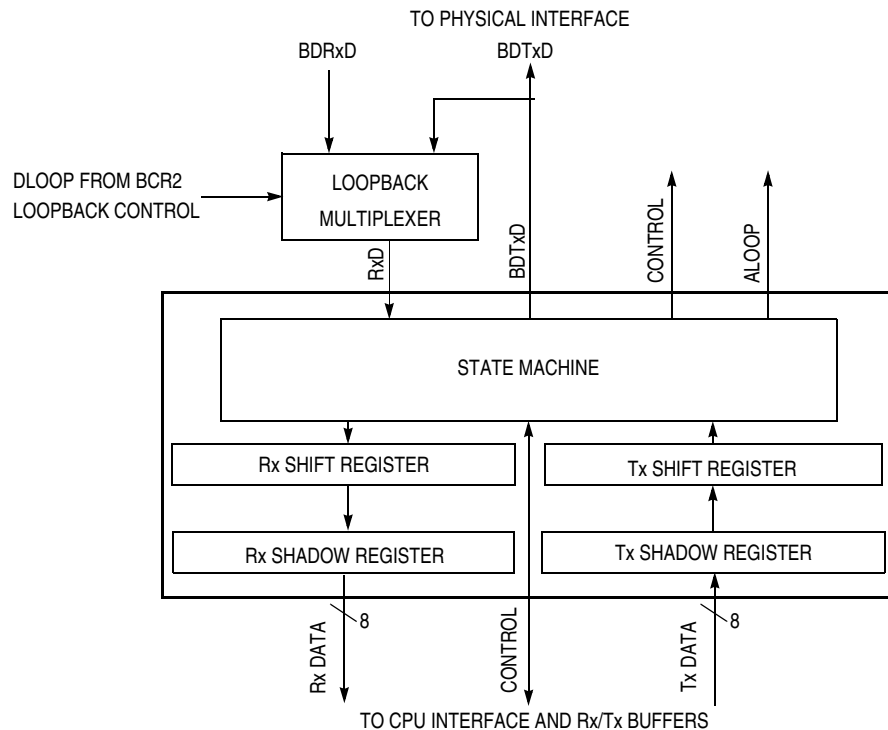 TO PHYSICAL INTERFACE
BDRxD
BDTxD
DLOOP FROM BCR2
LOOPBACK CONTROL
LOOPBACK
MULTIPLEXER
RxD
BDTxD
CONTROL
ALOOP
STATE MACHINE
Rx SHIFT REGISTER
Tx SHIFT REGISTER
Rx SHADOW REGISTER
Tx SHADOW REGISTER
Rx DATA
8
CONTROL
Tx DATA
8
TO CPU INTERFACE AND Rx/Tx BUFFERS